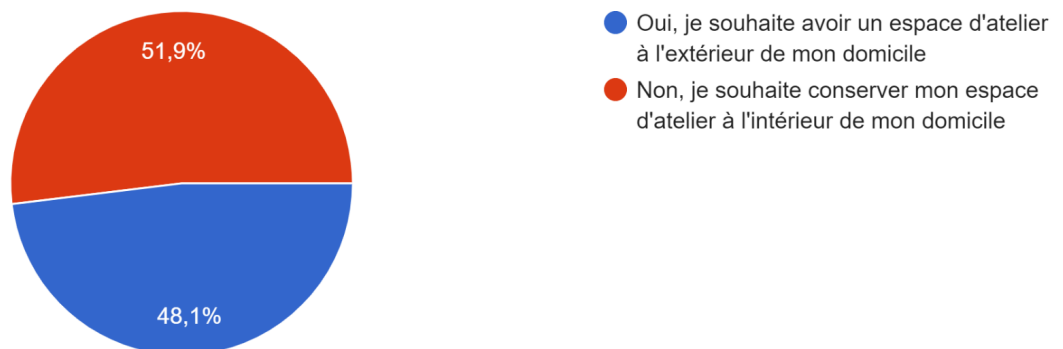 51,9%
48,1%
Oui, je souhaite avoir un espace d'atelier
à l'extérieur de mon domicile
Non, je souhaite conserver mon espace
d'atelier à l'intérieur de mon domicile